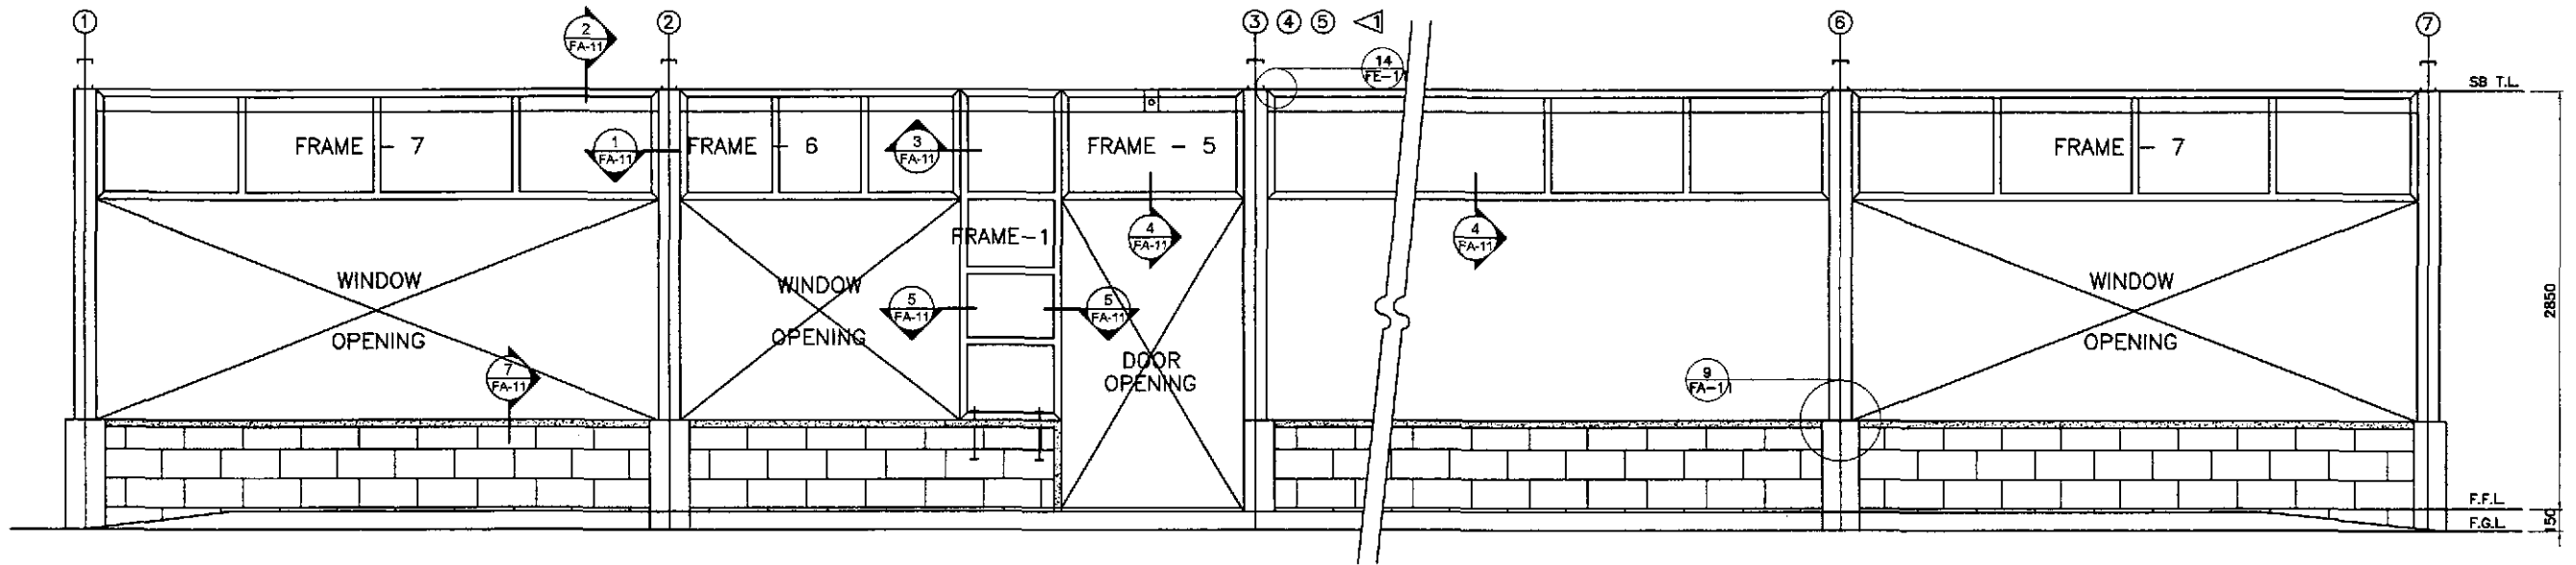 1
2
3 4 5 1
6
7
2
FA-11
14
FE-1
SB T.L.
FRAME - 7
1
FA-11
FRAME - 6
3
FA-11
FRAME - 5
FRAME - 7
FRAME-1
4
FA-11
4
FA-11
WINDOW
OPENING
WINDOW
OPENING
5
FA-11
5
FA-11
WINDOW
OPENING
2850
DOOR
OPENING
7
FA-11
9
FA-11
F.F.L.
150
F.G.L.